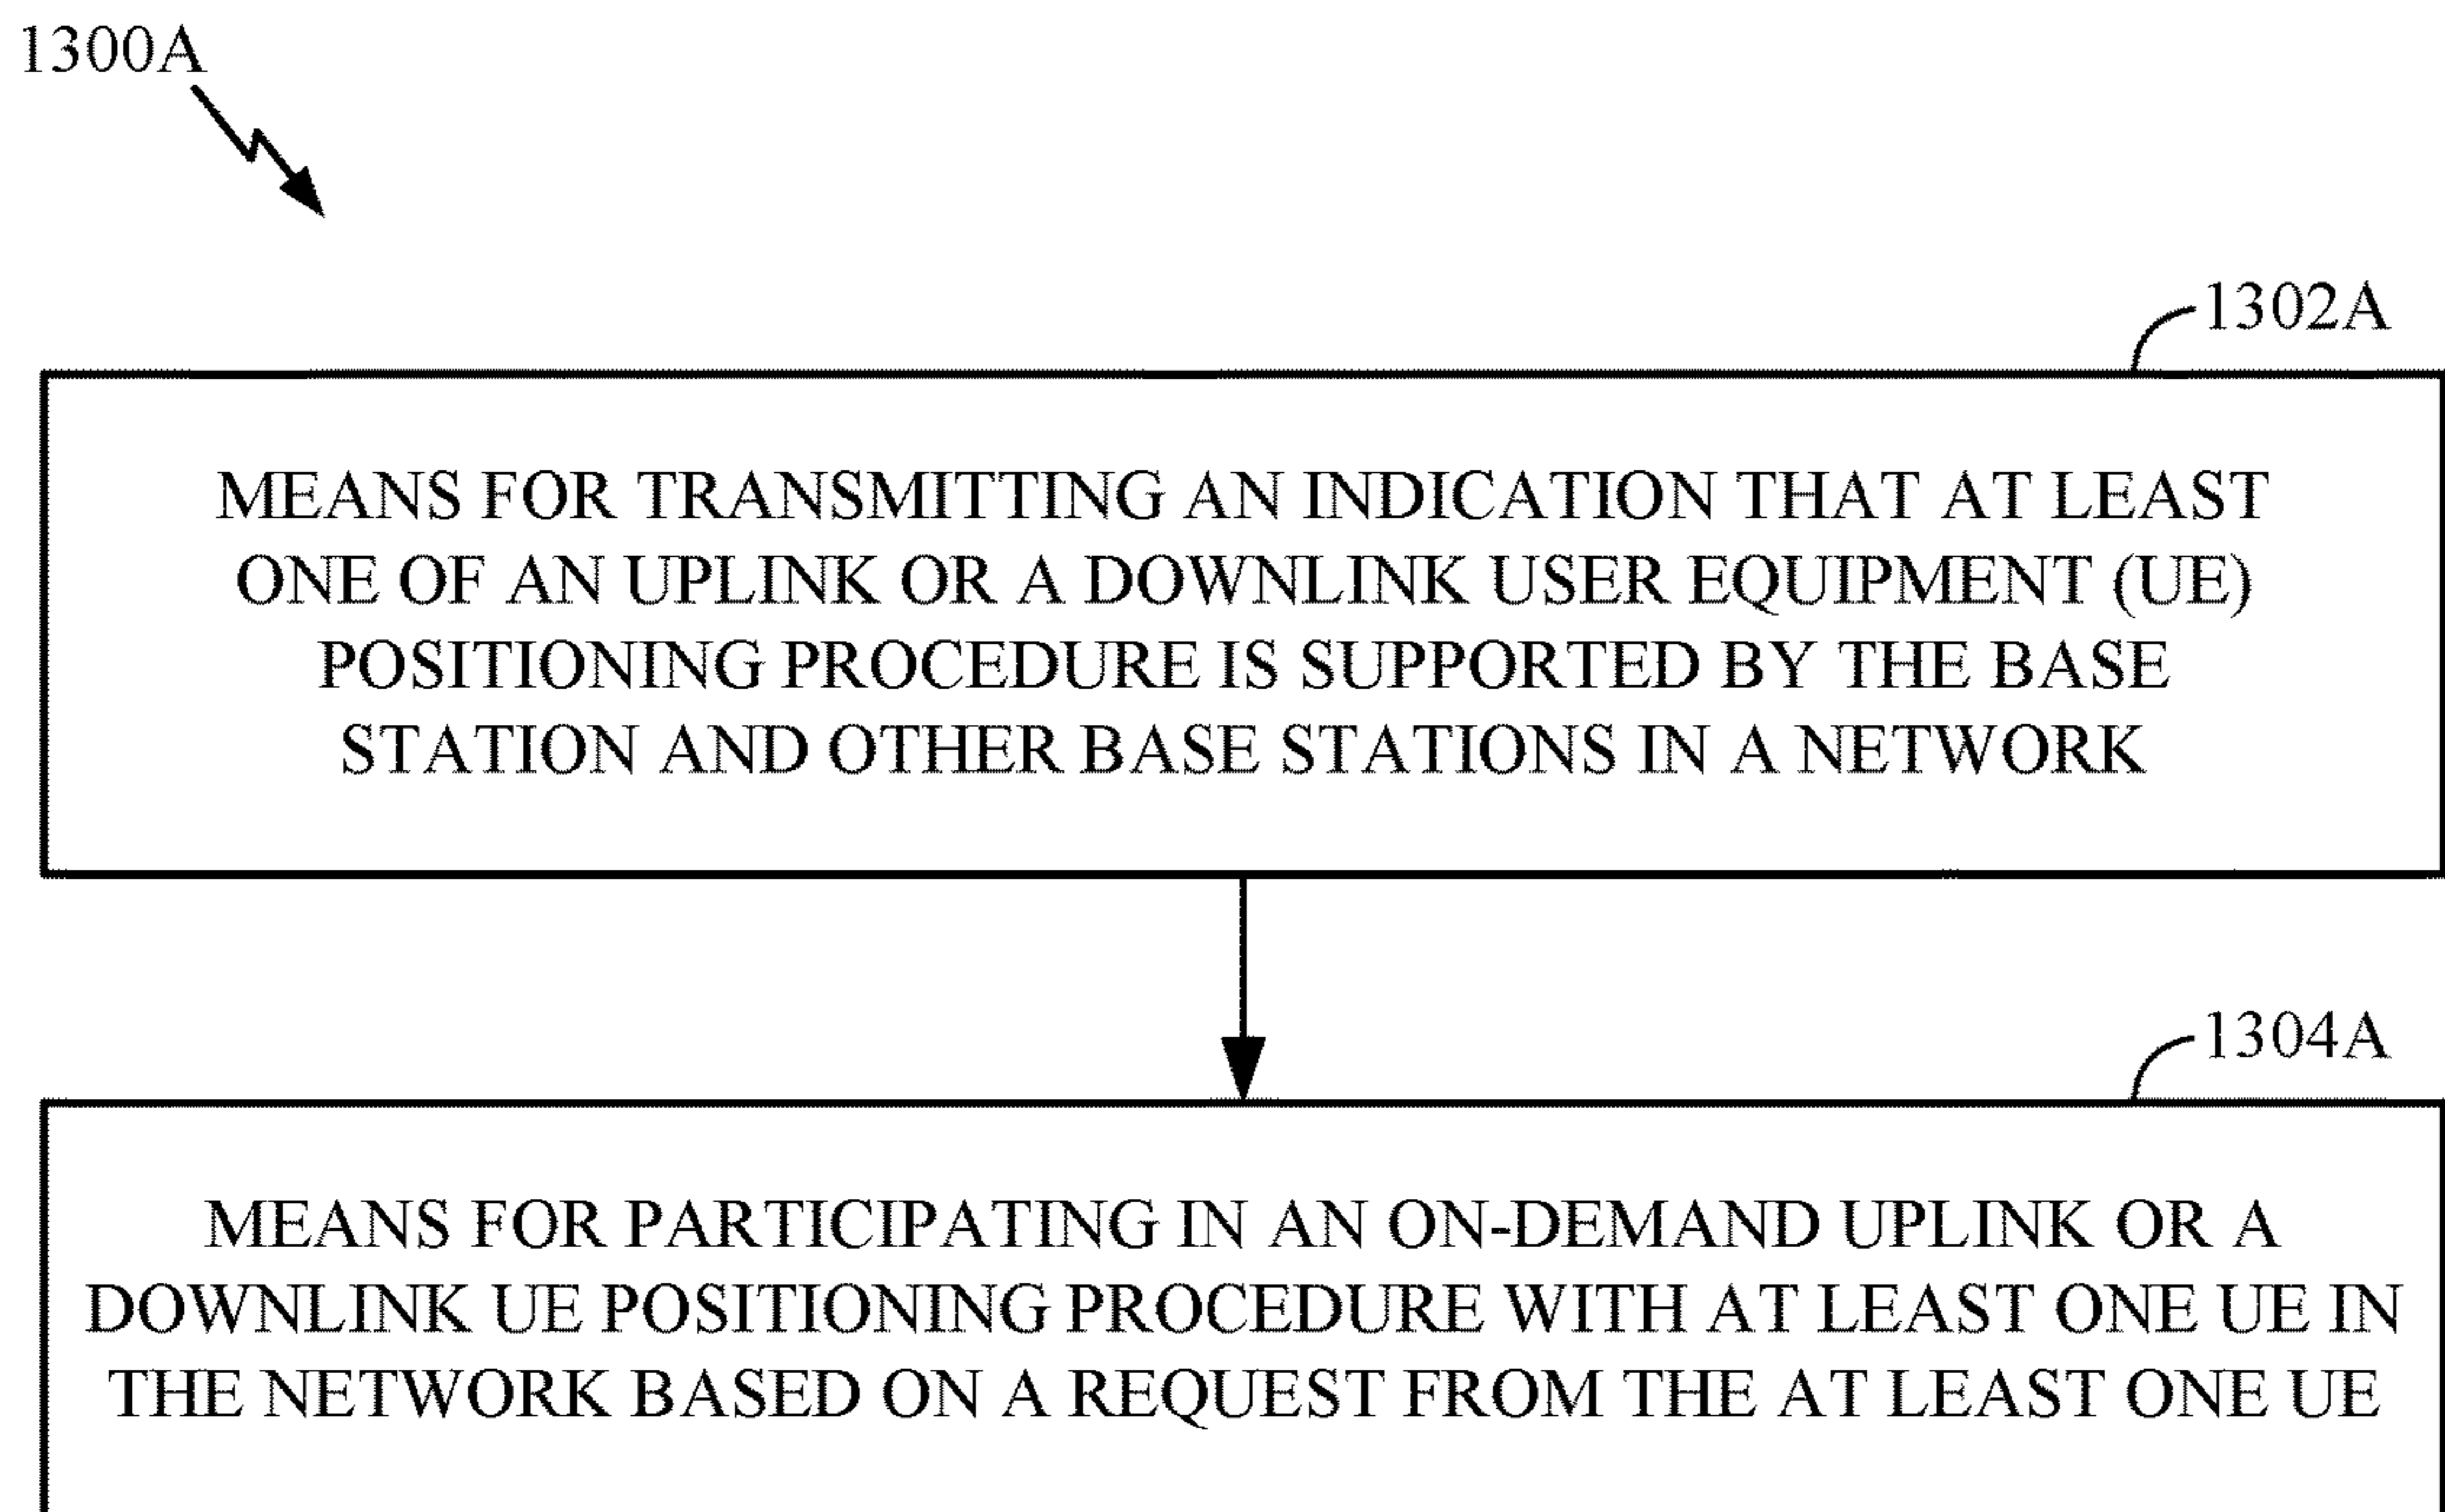 1300A
1302A
MEANS FOR TRANSMITTING AN INDICATION THAT AT LEAST
ONE OF AN UPLINK OR A DOWNLINK USER EQUIPMENT (UE)
POSITIONING PROCEDURE IS SUPPORTED BY THE BASE
STATION AND OTHER BASE STATIONS IN A NETWORK
1304A
MEANS FOR PARTICIPATING IN AN ON-DEMAND UPLINK OR A
DOWNLINK UE POSITIONING PROCEDURE WITH AT LEAST ONE UE IN
THE NETWORK BASED ON A REQUEST FROM THE AT LEAST ONE UE